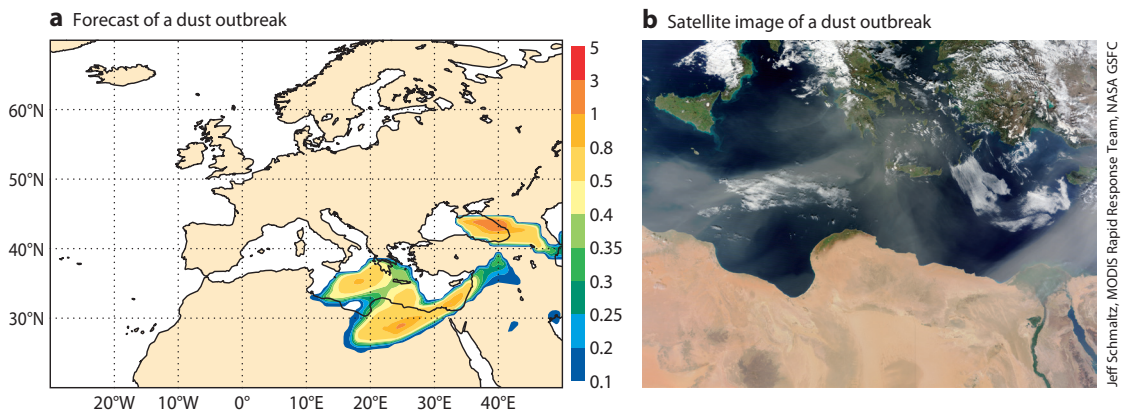 a Forecast of a dust outbreak
60°N
50°N
40°N
30°N
20°W 10°W 0° 10°E 20°E 30°E 40°E
5
3
1
0.8
0.5
0.4
0.35
0.3
0.25
0.2
0.1
b Satellite image of a dust outbreak
Jeff Schmaltz, MODIS Rapid Response Team, NASA GSFC